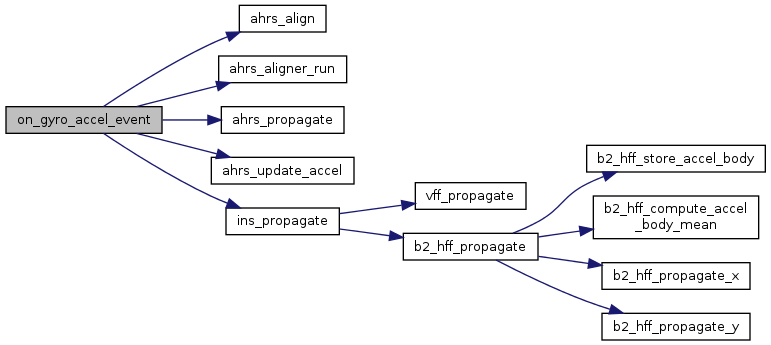 ahrs_align
ahrs_aligner_run
on_gyro_accel_event
ahrs_propagate
ahrs_update_accel
ins_propagate
vff_propagate
b2_hff_propagate
b2_hff_store_accel_body
b2_hff_compute_accel
_body_mean
b2_hff_propagate_x
b2_hff_propagate_y